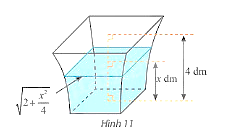 4 dm
x dm
√(2 + x²/4)
Hình 11